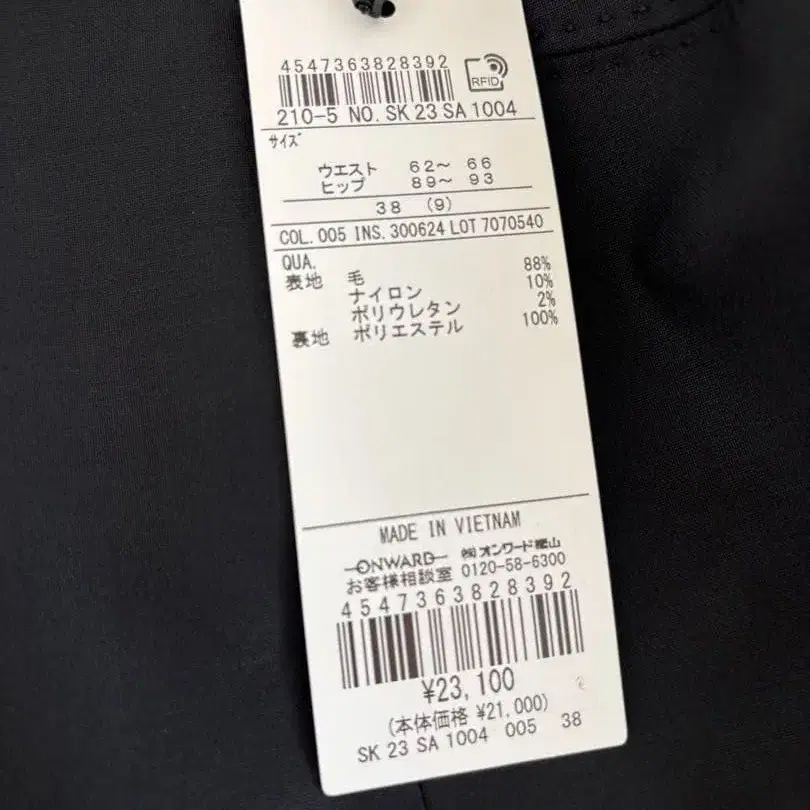 4547363828392
RFID
210-5 NO. SK 23 SA 1004
サイズ
ウエスト 62〜 66
ヒップ 89〜 93
38 (9)
COL. 005 INS. 300624 LOT 7070540
QUA.
表地 毛 88%
ナイロン 10%
ポリウレタン 2%
裏地 ポリエステル 100%
MADE IN VIETNAM
ONWARD ㈱オンワード樫山
お客様相談室 0120-58-6300
4547363828392
¥23,100
(本体価格 ¥21,000)
SK 23 SA 1004 005 38